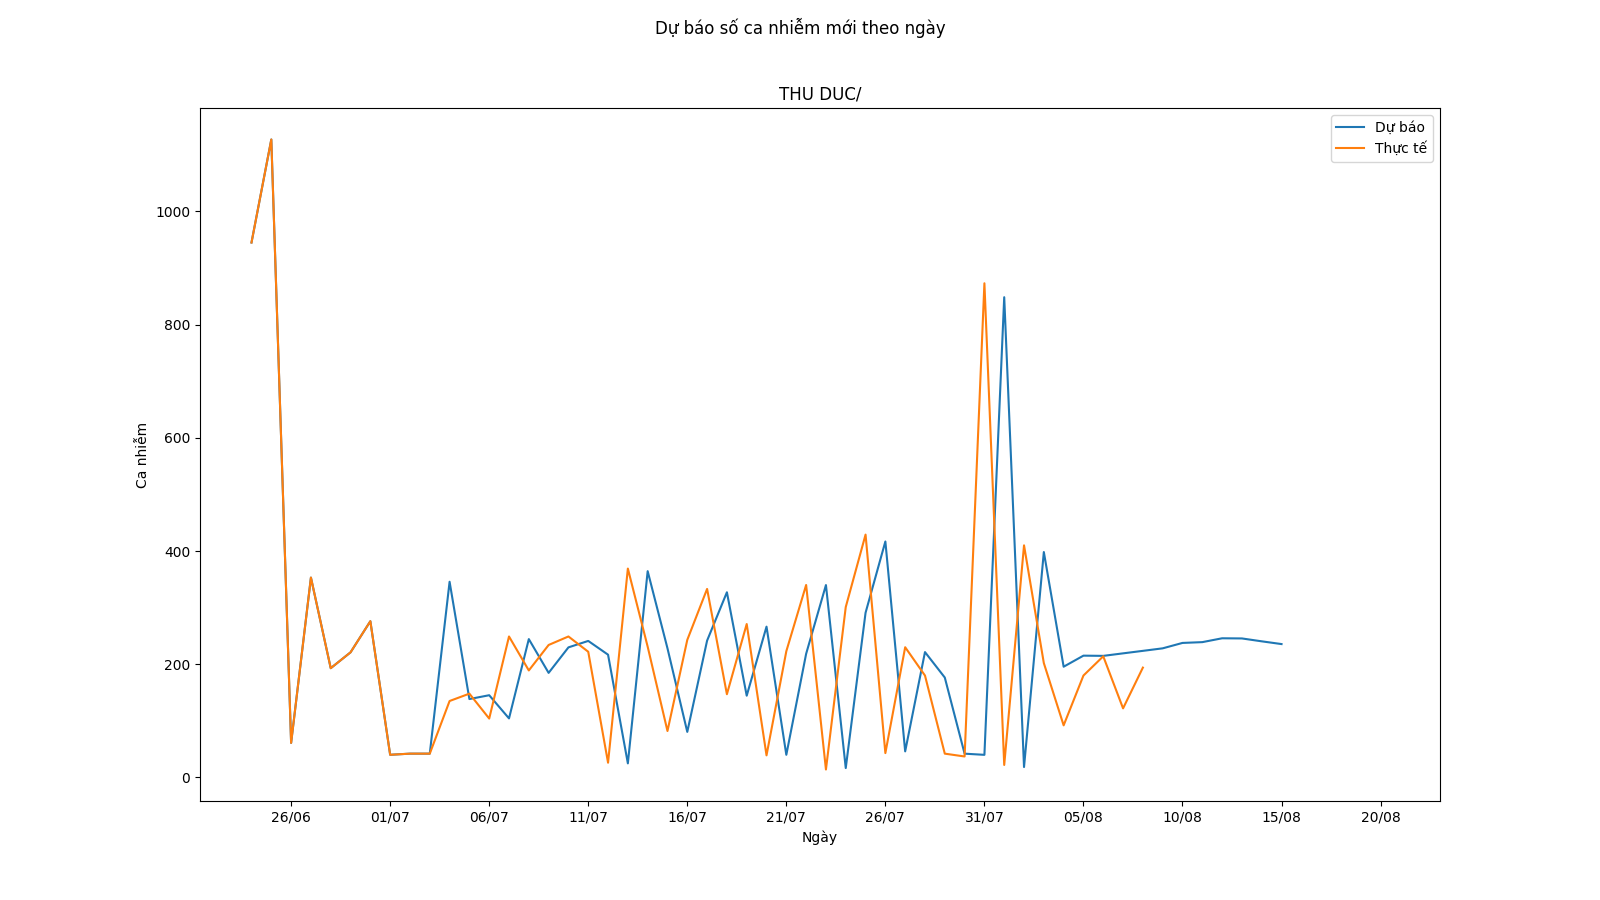 Dự báo số ca nhiễm mới theo ngày
THU DUC/
Dự báo
Thực tế
1000
800
600
400
200
0
Ca nhiễm
26/06 01/07 06/07 11/07 16/07 21/07 26/07 31/07 05/08 10/08 15/08 20/08
Ngày